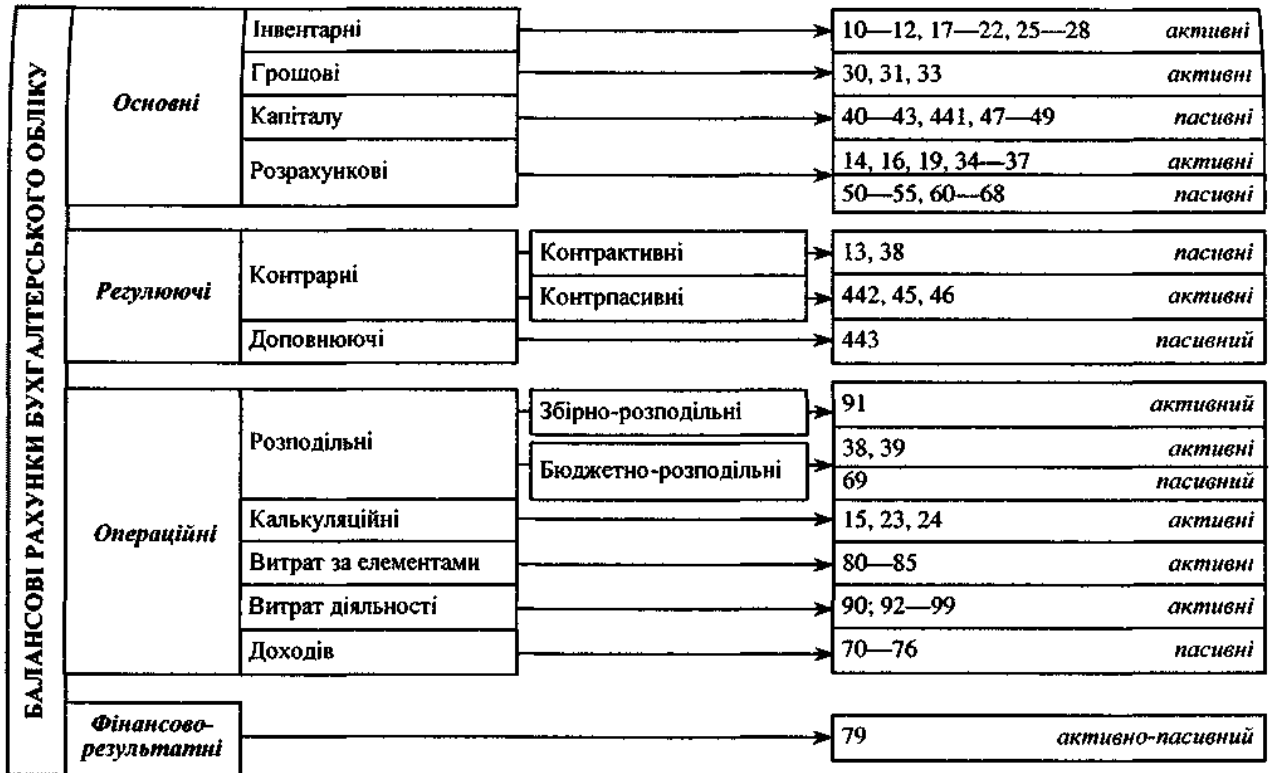 БАЛАНСОВІ РАХУНКИ БУХГАЛТЕРСЬКОГО ОБЛІКУ
Основні
Інвентарні
10—12, 17—22, 25—28 активні
Грошові
30, 31, 33 активні
Капіталу
40—43, 441, 47—49 пасивні
Розрахункові
14, 16, 19, 34—37 активні
50—55, 60—68 пасивні
Регулюючі
Контрарні
Контрактивні
13, 38 пасивні
Контрпасивні
442, 45, 46 активні
Доповнюючі
443 пасивний
Операційні
Розподільні
Збірно-розподільні
91 активний
Бюджетно-розподільні
38, 39 активні
69 пасивний
Калькуляційні
15, 23, 24 активні
Витрат за елементами
80—85 активні
Витрат діяльності
90; 92—99 активні
Доходів
70—76 пасивні
Фінансово-
результатні
79 активно-пасивний